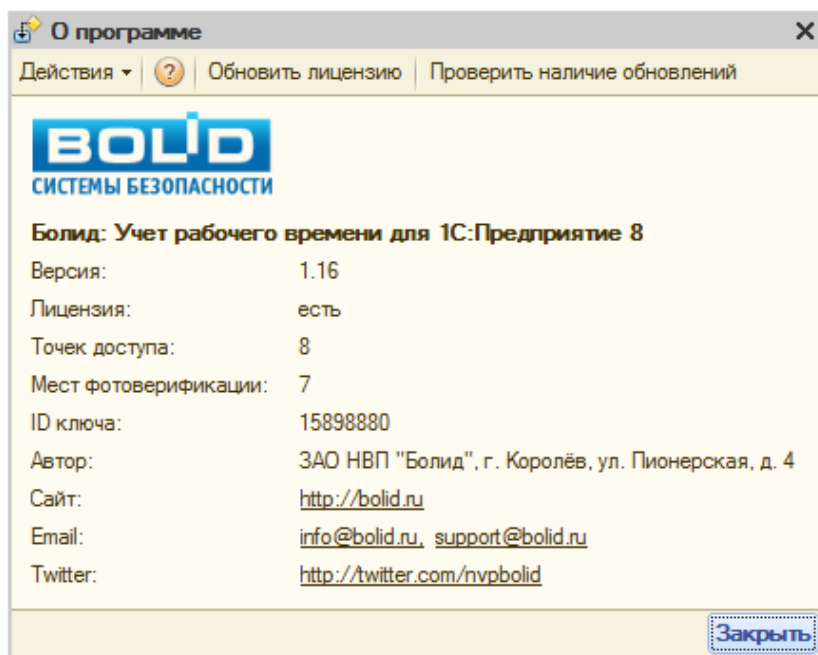 О программе
Действия ? Обновить лицензию Проверить наличие обновлений
BOLID
СИСТЕМЫ БЕЗОПАСНОСТИ
Болид: Учет рабочего времени для 1С:Предприятие 8
Версия: 1.16
Лицензия: есть
Точек доступа: 8
Мест фотоверификации: 7
ID ключа: 15898880
Автор: ЗАО НВП "Болид", г. Королёв, ул. Пионерская, д. 4
Сайт: http://bolid.ru
Email: info@bolid.ru, support@bolid.ru
Twitter: http://twitter.com/nvpbolid
Закрыть